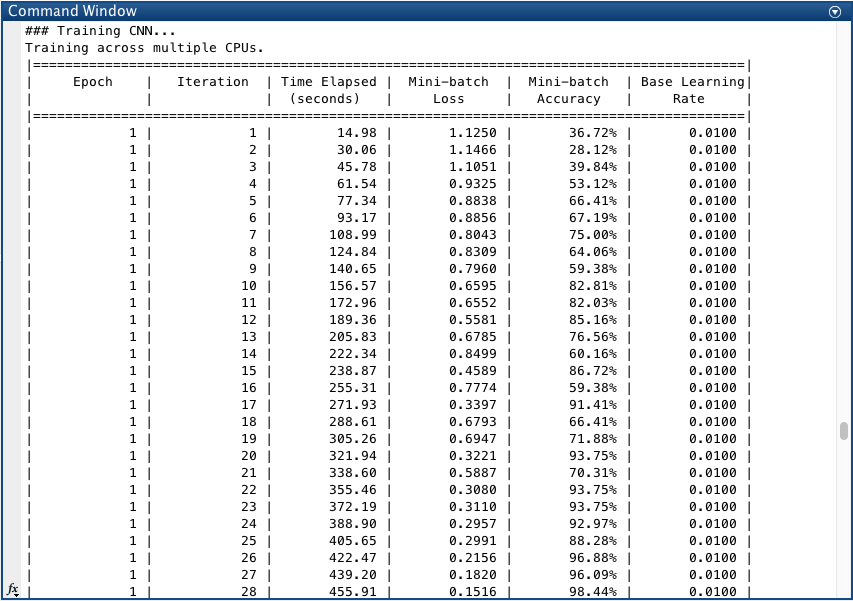 Command Window
### Training CNN...
Training across multiple CPUs.
|=========================================================================================|
|     Epoch    |   Iteration  | Time Elapsed |  Mini-batch  |  Mini-batch  | Base Learning|
|              |              |  (seconds)   |     Loss     |   Accuracy   |     Rate     |
|=========================================================================================|
|            1 |            1 |        14.98 |       1.1250 |       36.72% |       0.0100 |
|            1 |            2 |        30.06 |       1.1466 |       28.12% |       0.0100 |
|            1 |            3 |        45.78 |       1.1051 |       39.84% |       0.0100 |
|            1 |            4 |        61.54 |       0.9325 |       53.12% |       0.0100 |
|            1 |            5 |        77.34 |       0.8838 |       66.41% |       0.0100 |
|            1 |            6 |        93.17 |       0.8856 |       67.19% |       0.0100 |
|            1 |            7 |       108.99 |       0.8043 |       75.00% |       0.0100 |
|            1 |            8 |       124.84 |       0.8309 |       64.06% |       0.0100 |
|            1 |            9 |       140.65 |       0.7960 |       59.38% |       0.0100 |
|            1 |           10 |       156.57 |       0.6595 |       82.81% |       0.0100 |
|            1 |           11 |       172.96 |       0.6552 |       82.03% |       0.0100 |
|            1 |           12 |       189.36 |       0.5581 |       85.16% |       0.0100 |
|            1 |           13 |       205.83 |       0.6785 |       76.56% |       0.0100 |
|            1 |           14 |       222.34 |       0.8499 |       60.16% |       0.0100 |
|            1 |           15 |       238.87 |       0.4589 |       86.72% |       0.0100 |
|            1 |           16 |       255.31 |       0.7774 |       59.38% |       0.0100 |
|            1 |           17 |       271.93 |       0.3397 |       91.41% |       0.0100 |
|            1 |           18 |       288.61 |       0.6793 |       66.41% |       0.0100 |
|            1 |           19 |       305.26 |       0.6947 |       71.88% |       0.0100 |
|            1 |           20 |       321.94 |       0.3221 |       93.75% |       0.0100 |
|            1 |           21 |       338.60 |       0.5887 |       70.31% |       0.0100 |
|            1 |           22 |       355.46 |       0.3080 |       93.75% |       0.0100 |
|            1 |           23 |       372.19 |       0.3110 |       93.75% |       0.0100 |
|            1 |           24 |       388.90 |       0.2957 |       92.97% |       0.0100 |
|            1 |           25 |       405.65 |       0.2991 |       88.28% |       0.0100 |
|            1 |           26 |       422.47 |       0.2156 |       96.88% |       0.0100 |
|            1 |           27 |       439.20 |       0.1820 |       96.09% |       0.0100 |
|            1 |           28 |       455.91 |       0.1516 |       98.44% |       0.0100 |
fx